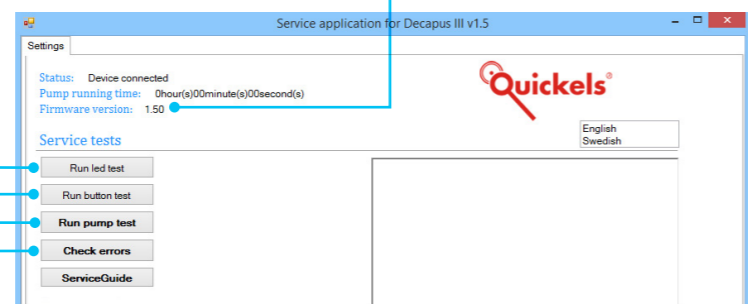 Service application for Decapus III v1.5
Settings
Status: Device connected
Pump running time: 0hour(s)00minute(s)00second(s)
Firmware version: 1.50
Quickels®
Service tests
English
Swedish
Run led test
Run button test
Run pump test
Check errors
ServiceGuide